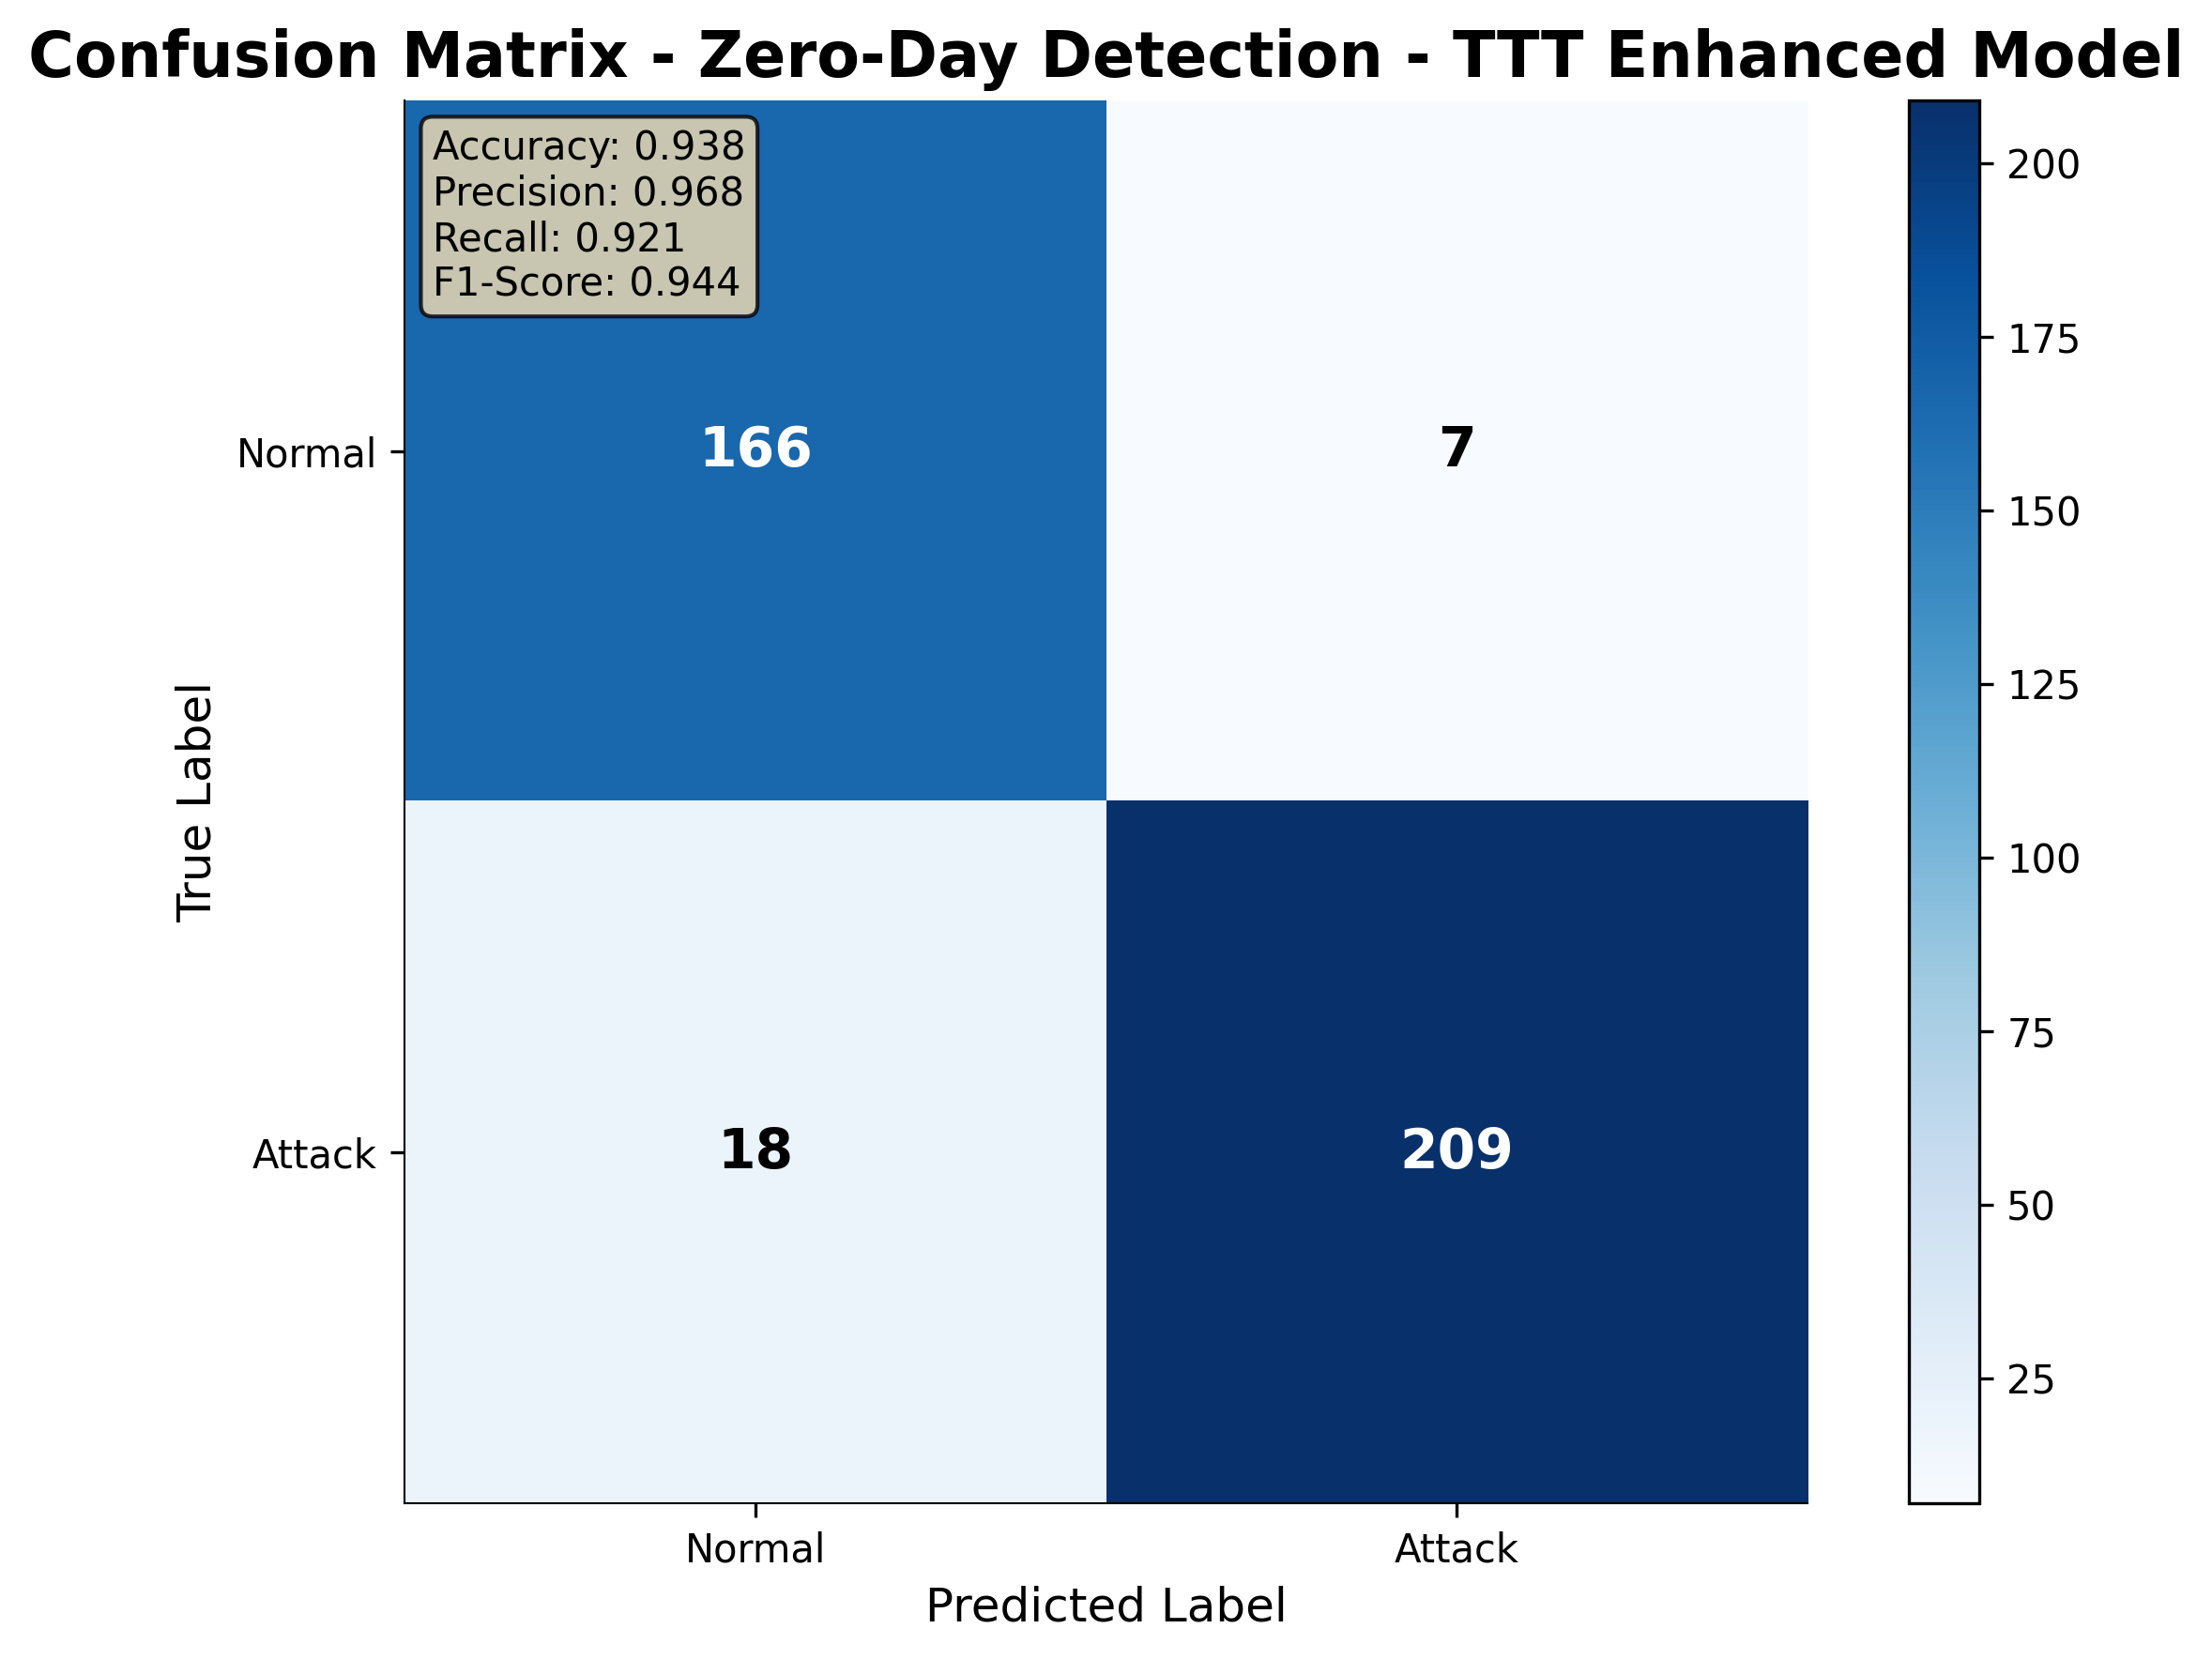 Confusion Matrix - Zero-Day Detection - TTT Enhanced Model
Accuracy: 0.938
Precision: 0.968
Recall: 0.921
F1-Score: 0.944
True Label
Normal
166
7
Attack
18
209
Normal
Attack
Predicted Label
200
175
150
125
100
75
50
25